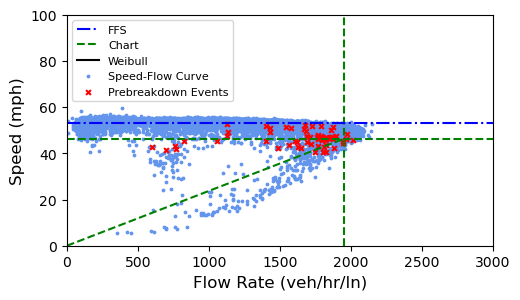 100
80
60
40
20
0
Speed (mph)
FFS
Chart
Weibull
Speed-Flow Curve
Prebreakdown Events
0 500 1000 1500 2000 2500 3000
Flow Rate (veh/hr/ln)